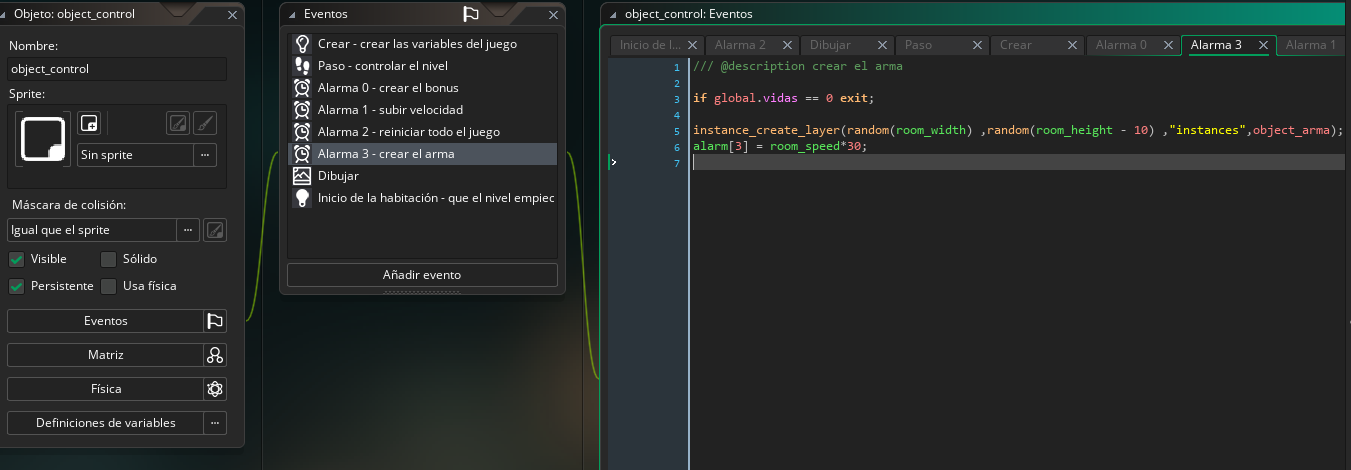 Objeto: object_control
Nombre:
object_control
Sprite:
Sin sprite
Máscara de colisión:
Igual que el sprite
Visible
Sólido
Persistente
Usa física
Eventos
Matriz
Física
Definiciones de variables
Eventos
Crear - crear las variables del juego
Paso - controlar el nivel
Alarma 0 - crear el bonus
Alarma 1 - subir velocidad
Alarma 2 - reiniciar todo el juego
Alarma 3 - crear el arma
Dibujar
Inicio de la habitación - que el nivel empiec
Añadir evento
object_control: Eventos
Inicio de l... Alarma 2 Dibujar Paso Crear Alarma 0 Alarma 3 Alarma 1
1 /// @description crear el arma
2
3 if global.vidas == 0 exit;
4
5 instance_create_layer(random(room_width) ,random(room_height - 10) ,"instances",object_arma);
6 alarm[3] = room_speed*30;
7